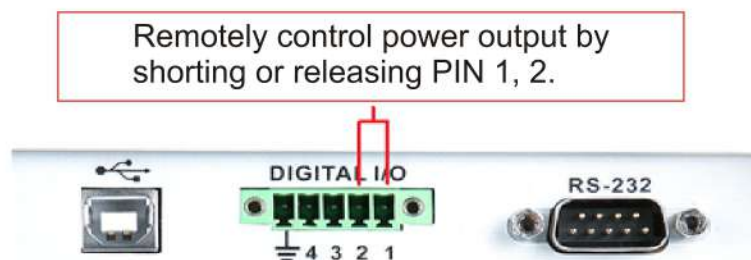 Remotely control power output by
shorting or releasing PIN 1, 2.
DIGITAL I/O
RS-232
4 3 2 1